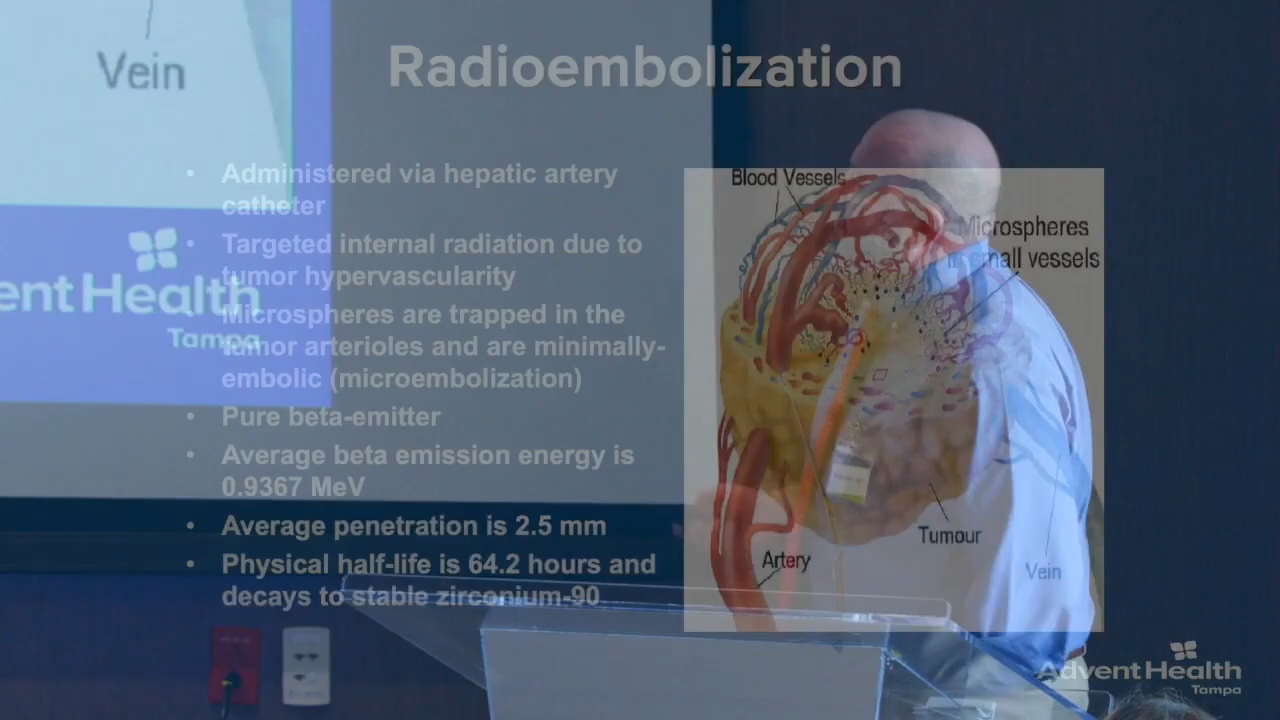 Vein
ent Health
Tampa
Radioembolization
• Administered via hepatic artery
catheter
• Targeted internal radiation due to
tumor hypervascularity
• Microspheres are trapped in the
tumor arterioles and are minimally-
embolic (microembolization)
• Pure beta-emitter
• Average beta emission energy is
0.9367 MeV
• Average penetration is 2.5 mm
• Physical half-life is 64.2 hours and
decays to stable zirconium-90
Blood Vessels
Microspheres
in small vessels
Tumour
Artery
Vein
AdventHealth
Tampa